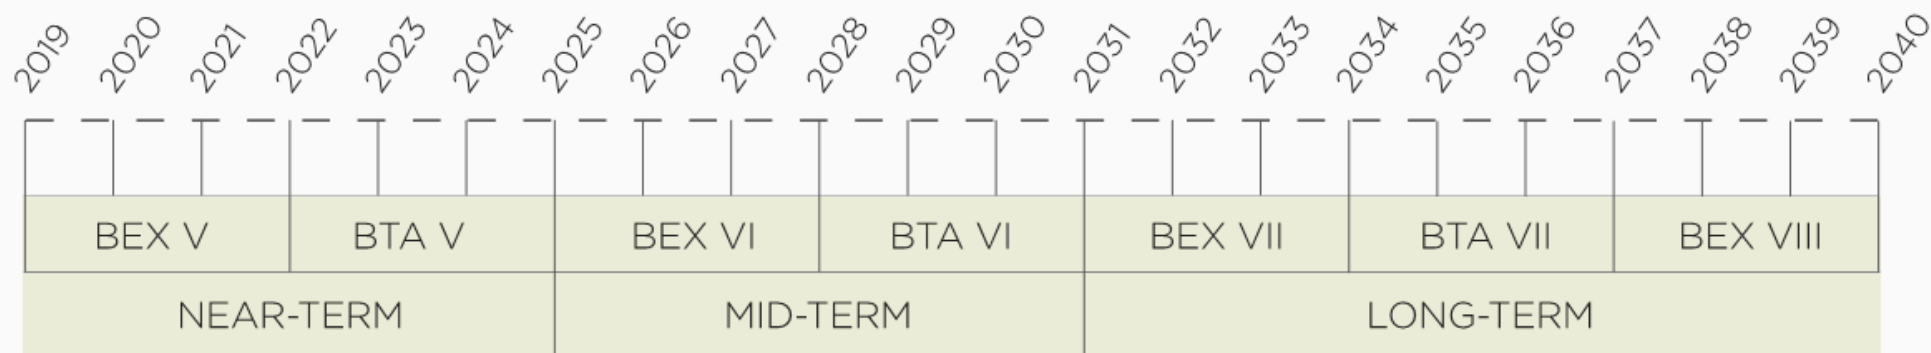 2019 2020 2021 2022 2023 2024 2025 2026 2027 2028 2029 2030 2031 2032 2033 2034 2035 2036 2037 2038 2039 2040
BEX V BTA V BEX VI BTA VI BEX VII BTA VII BEX VIII
NEAR-TERM MID-TERM LONG-TERM